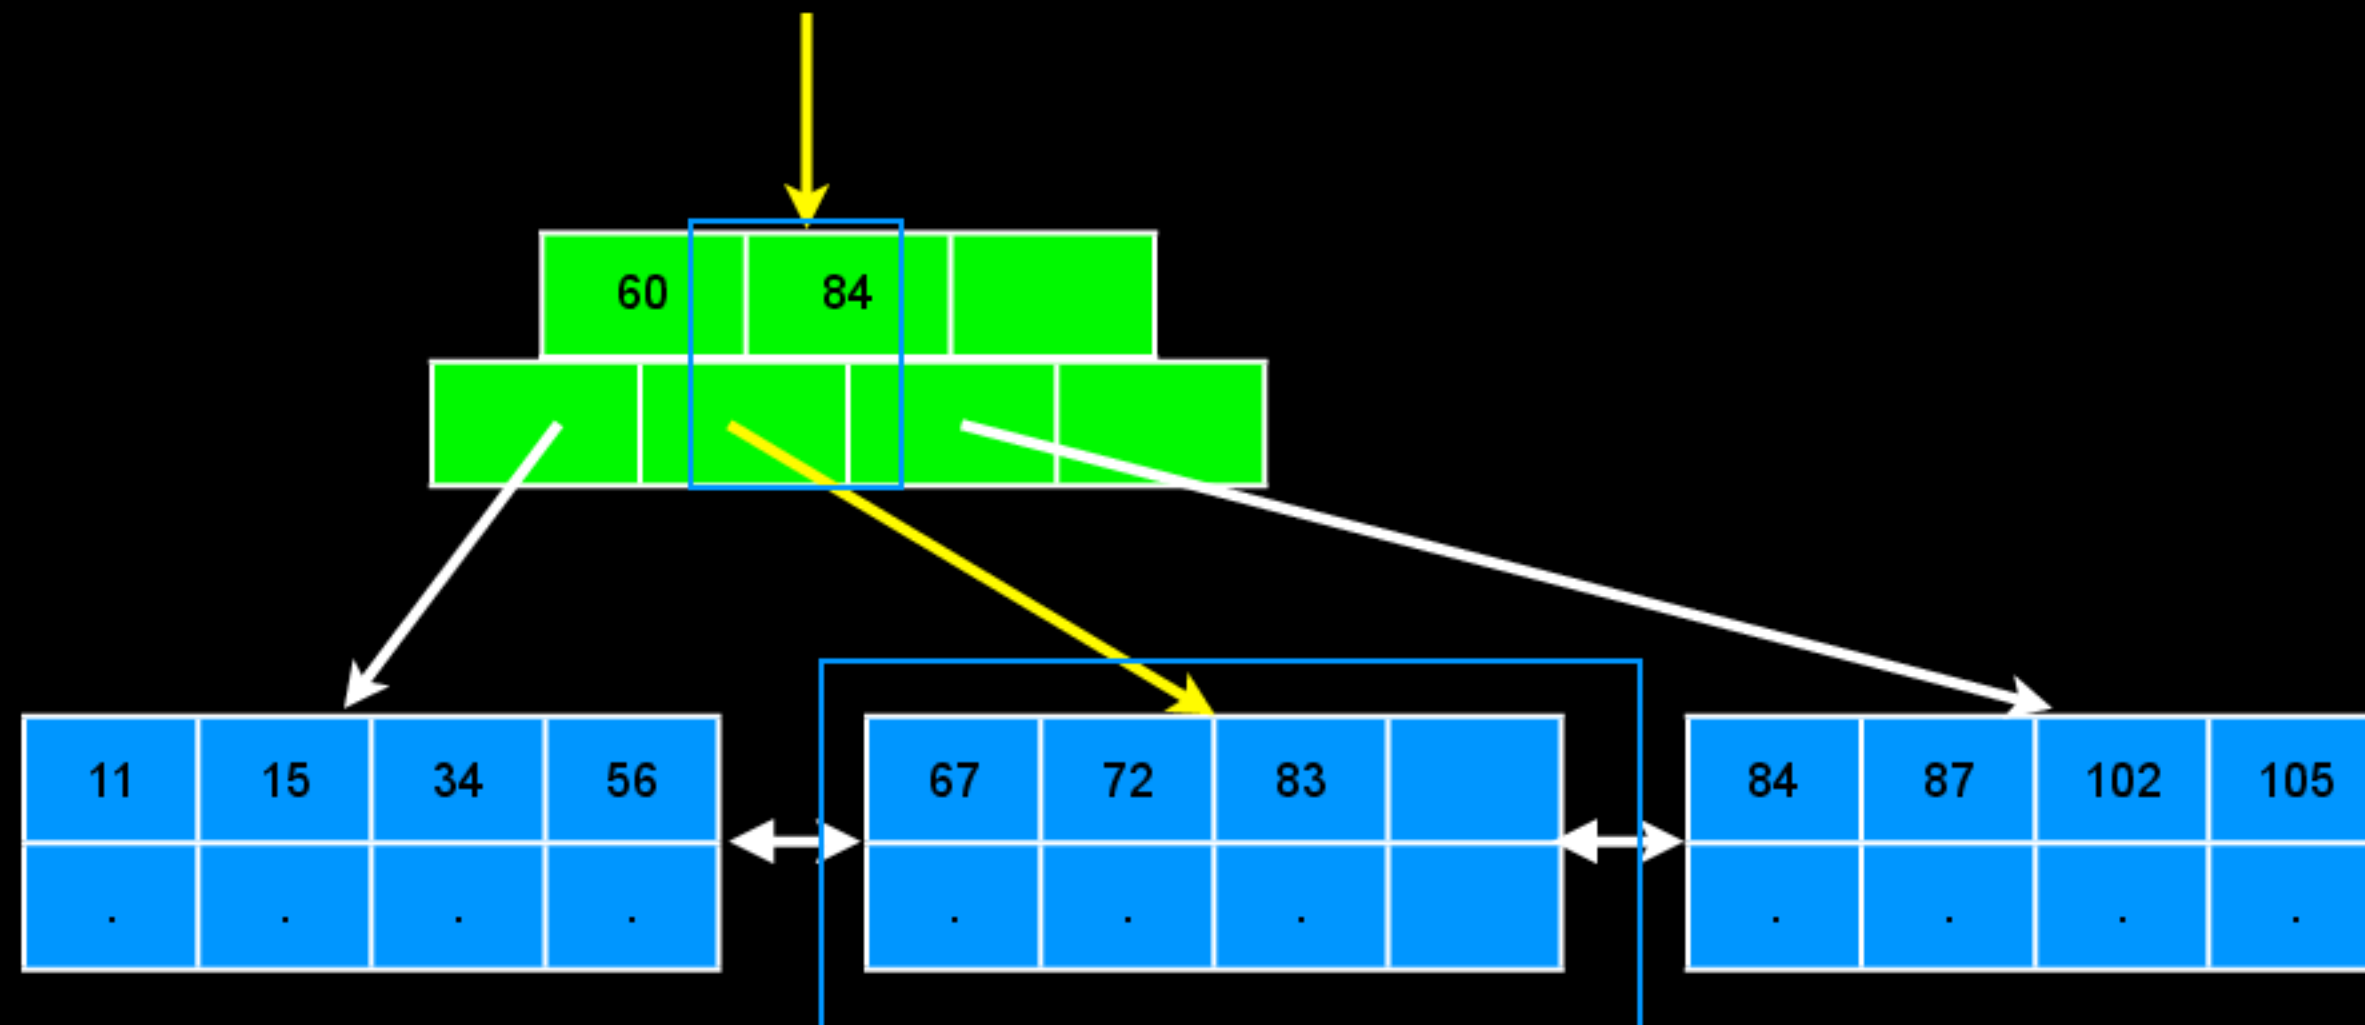 60 84
11 15 34 56 67 72 83 84 87 102 105
. . . . . . . . . . .